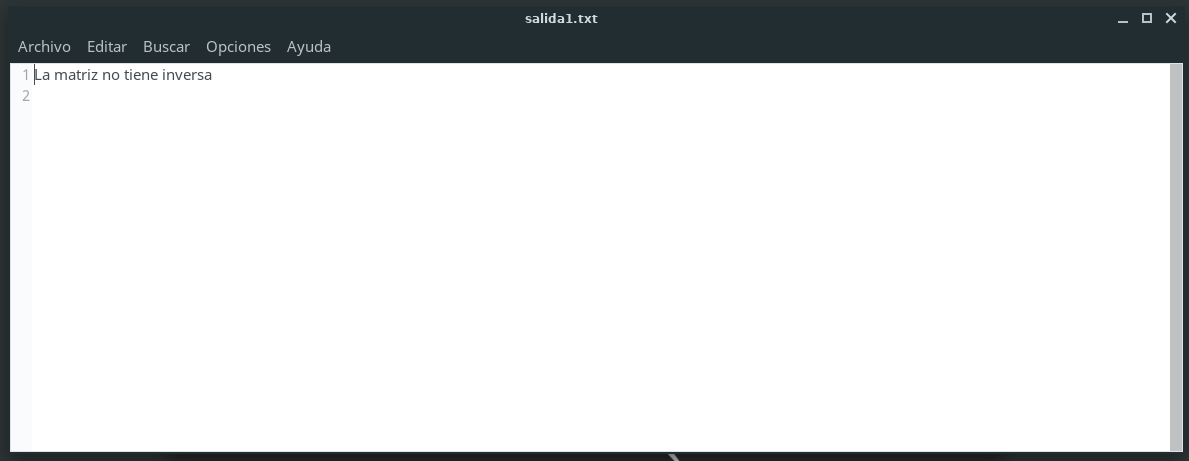 salida1.txt
Archivo Editar Buscar Opciones Ayuda
1 La matriz no tiene inversa
2